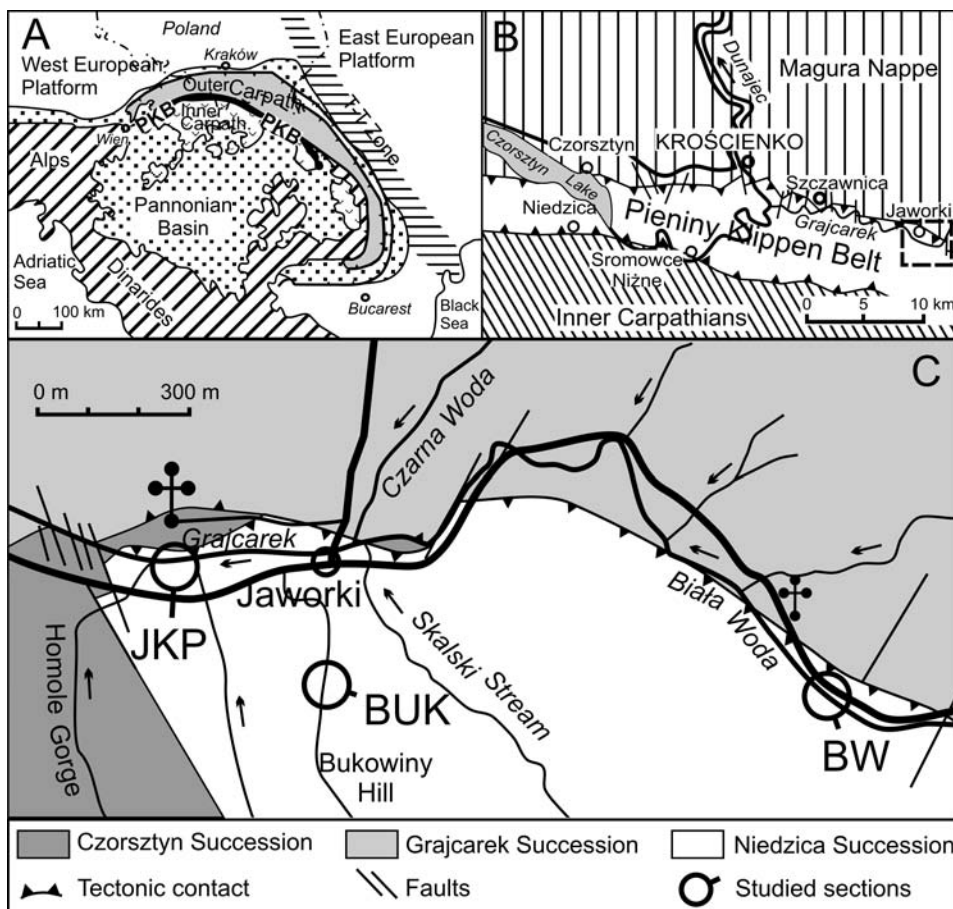 A
Poland
Kraków
West European
Platform
East European
Platform
Outer Carpath
Inner
Carpath
PKB
PKB
Wien
Alps
Pannonian
Basin
Adriatic
Sea
Dinarides
Bucarest
Black
Sea
0 100 km
B
Dunajec
Magura Nappe
Czorsztyn
KROŚCIENKO
Czorsztyn Lake
Szczawnica
Niedzica
Grajcarek
Jaworki
Pieniny Klippen Belt
Sromowce
Niżne
0 5 10 km
Inner Carpathians
C
0 m 300 m
Czarna Woda
Grajcarek
Jaworki
JKP
Homole Gorge
BUK
Bukowiny
Hill
Skalski Stream
Biała Woda
BW
Czorsztyn Succession
Grajcarek Succession
Niedzica Succession
Tectonic contact
Faults
Studied sections